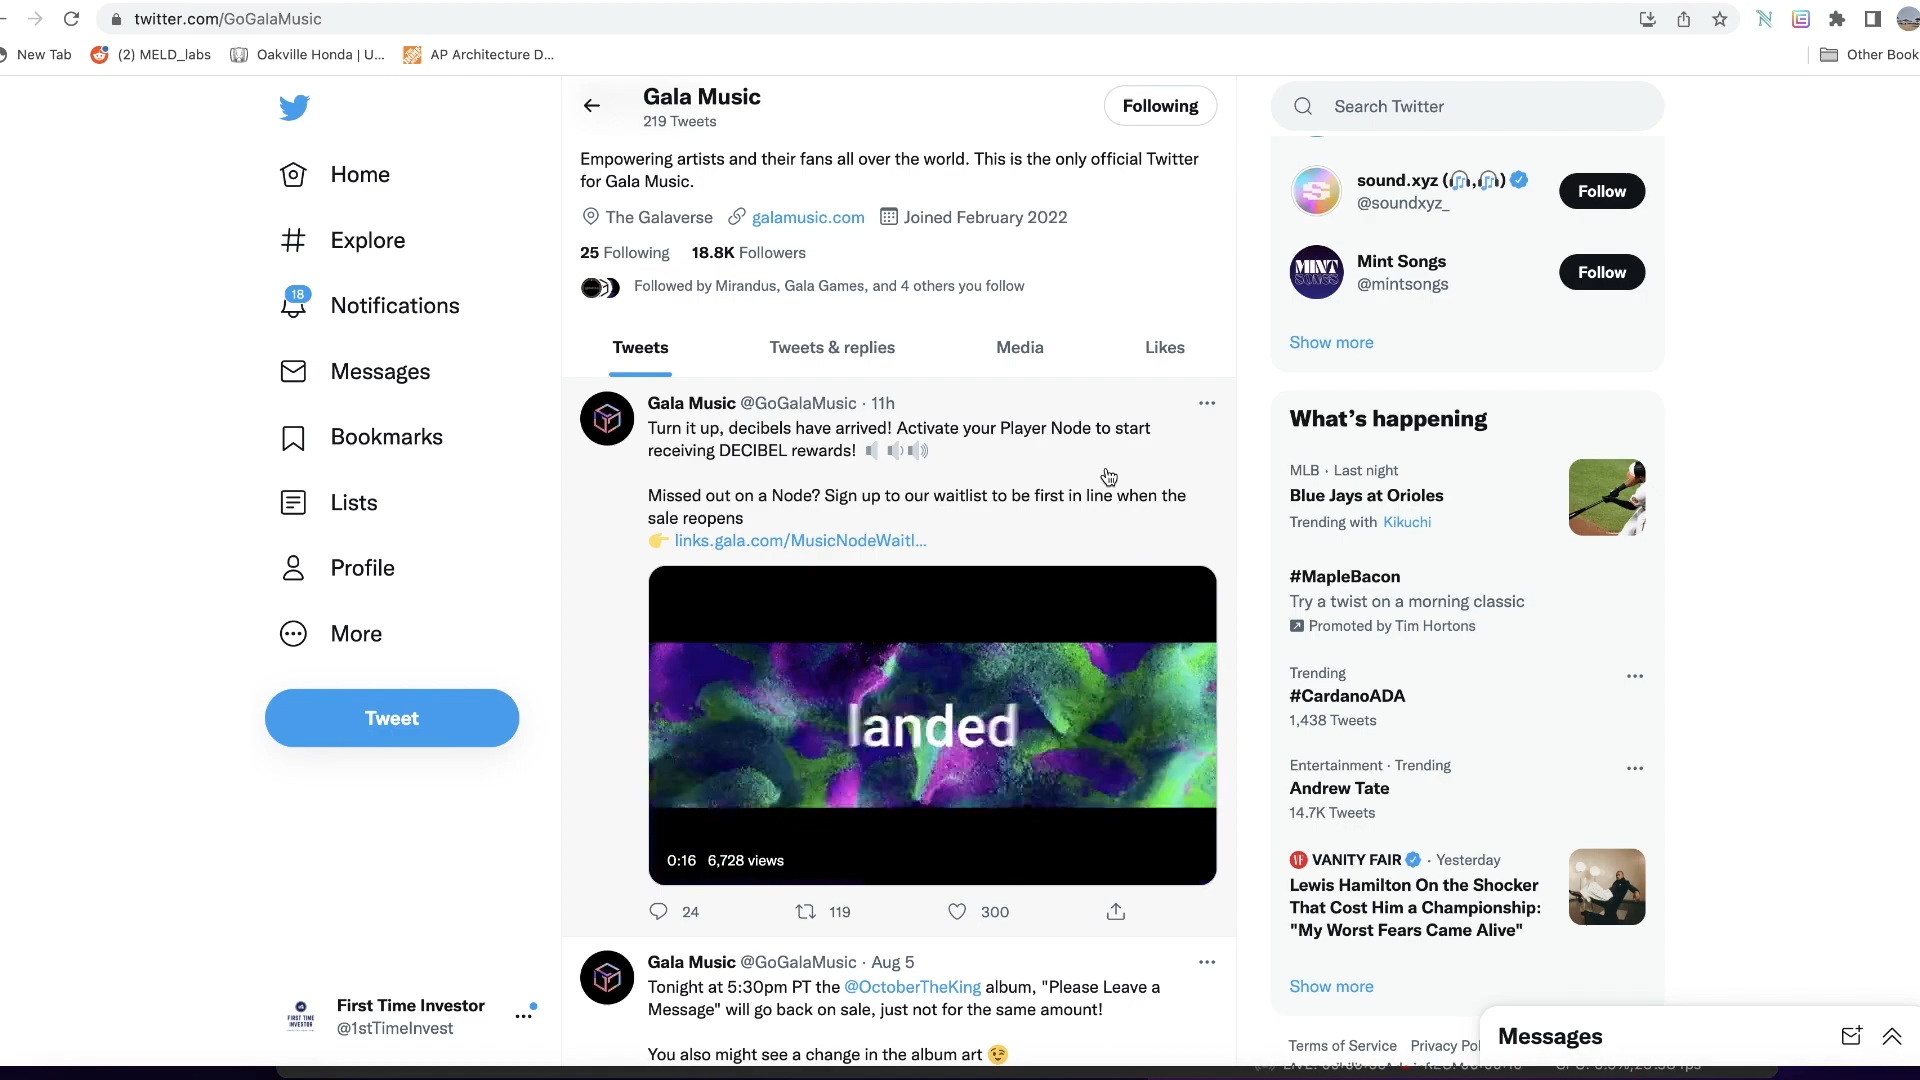 twitter.com/GoGalaMusic
New Tab
(2) MELD_labs
Oakville Honda | U...
AP Architecture D...
Other Book
Home
Explore
18
Notifications
Messages
Bookmarks
Lists
Profile
More
Tweet
FIRST TIME
INVESTOR
First Time Investor
@1stTimeInvest
Gala Music
219 Tweets
Following
Empowering artists and their fans all over the world. This is the only official Twitter
for Gala Music.
The Galaverse galamusic.com Joined February 2022
25 Following 18.8K Followers
Followed by Mirandus, Gala Games, and 4 others you follow
Tweets Tweets & replies Media Likes
Gala Music @GoGalaMusic · 11h
Turn it up, decibels have arrived! Activate your Player Node to start
receiving DECIBEL rewards! 🔈 🔉🔊
Missed out on a Node? Sign up to our waitlist to be first in line when the
sale reopens
👉 links.gala.com/MusicNodeWaitl...
landed
0:16 6,728 views
24 119 300
Gala Music @GoGalaMusic · Aug 5
Tonight at 5:30pm PT the @OctoberTheKing album, "Please Leave a
Message" will go back on sale, just not for the same amount!
You also might see a change in the album art 😉
Search Twitter
sound.xyz (🎧,🎧)
@soundxyz_
Follow
MINT
SONGS
Mint Songs
@mintsongs
Follow
Show more
What's happening
MLB · Last night
Blue Jays at Orioles
Trending with Kikuchi
#MapleBacon
Try a twist on a morning classic
Promoted by Tim Hortons
Trending
#CardanoADA
1,438 Tweets
Entertainment · Trending
Andrew Tate
14.7K Tweets
VF VANITY FAIR · Yesterday
Lewis Hamilton On the Shocker
That Cost Him a Championship:
"My Worst Fears Came Alive"
Show more
Terms of Service Privacy Pol
Messages